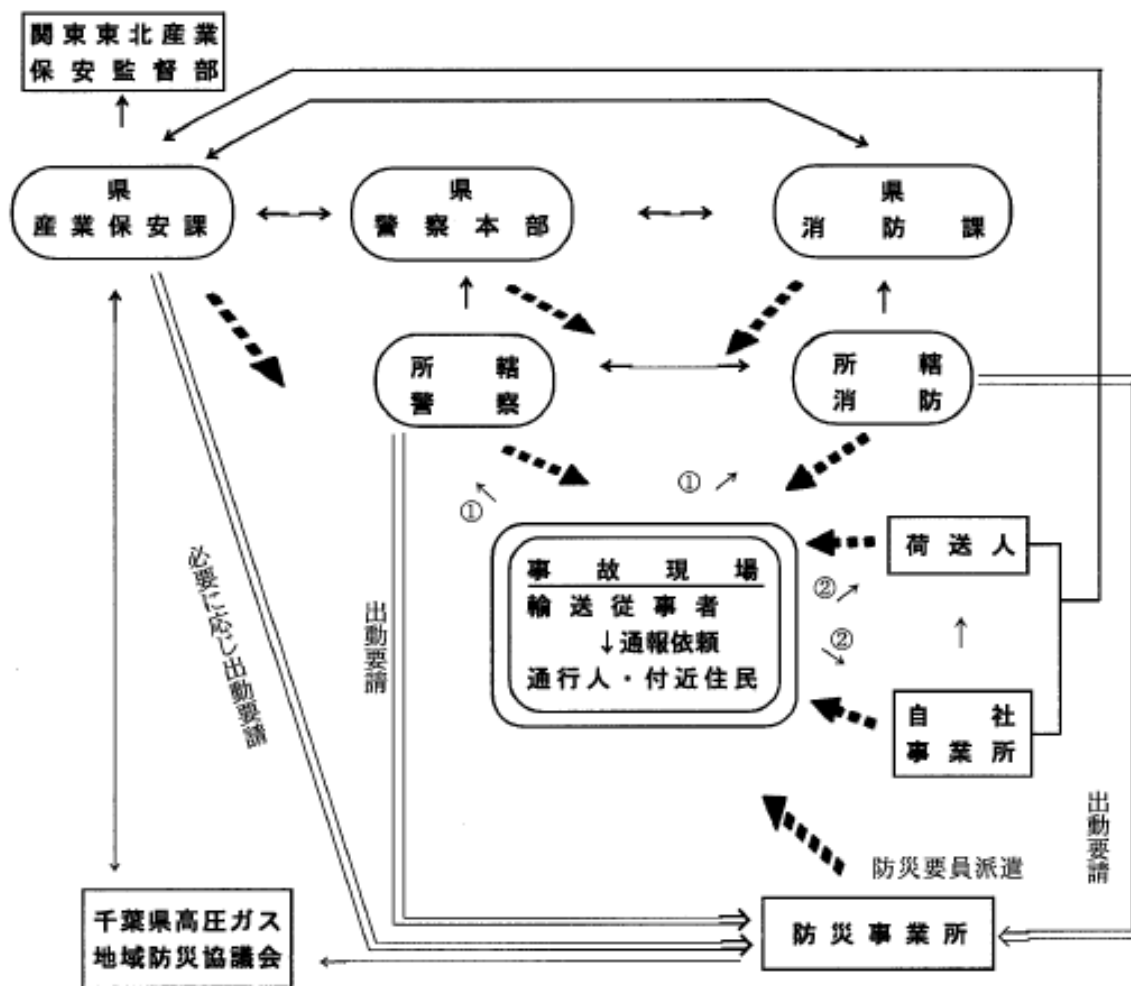 関東東北産業
保安監督部
県
産業保安課
県
警察本部
県
消防課
所轄
警察
所轄
消防
①
①
事故現場
輸送従事者
↓通報依頼
通行人・付近住民
荷送人
②
②
自社
事業所
必要に応じ出動要請
出動要請
出動要請
防災要員派遣
千葉県高圧ガス
地域防災協議会
防災事業所